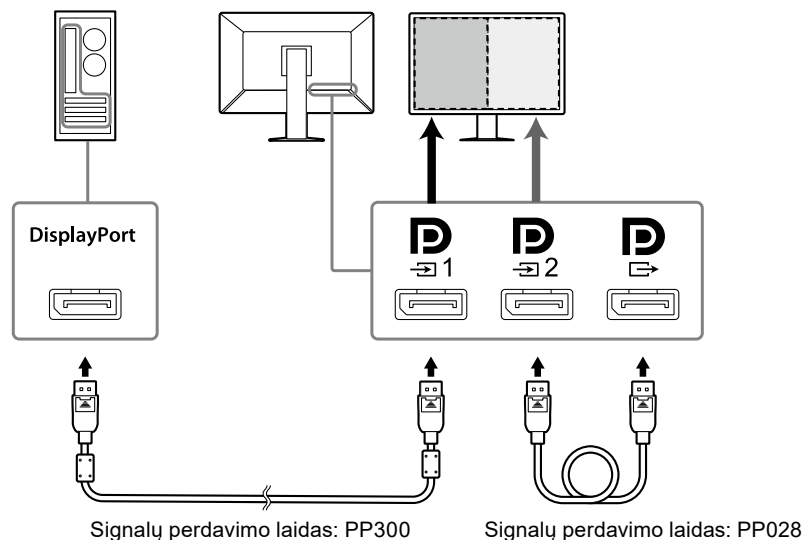 DisplayPort
1
2
Signalų perdavimo laidas: PP300
Signalų perdavimo laidas: PP028